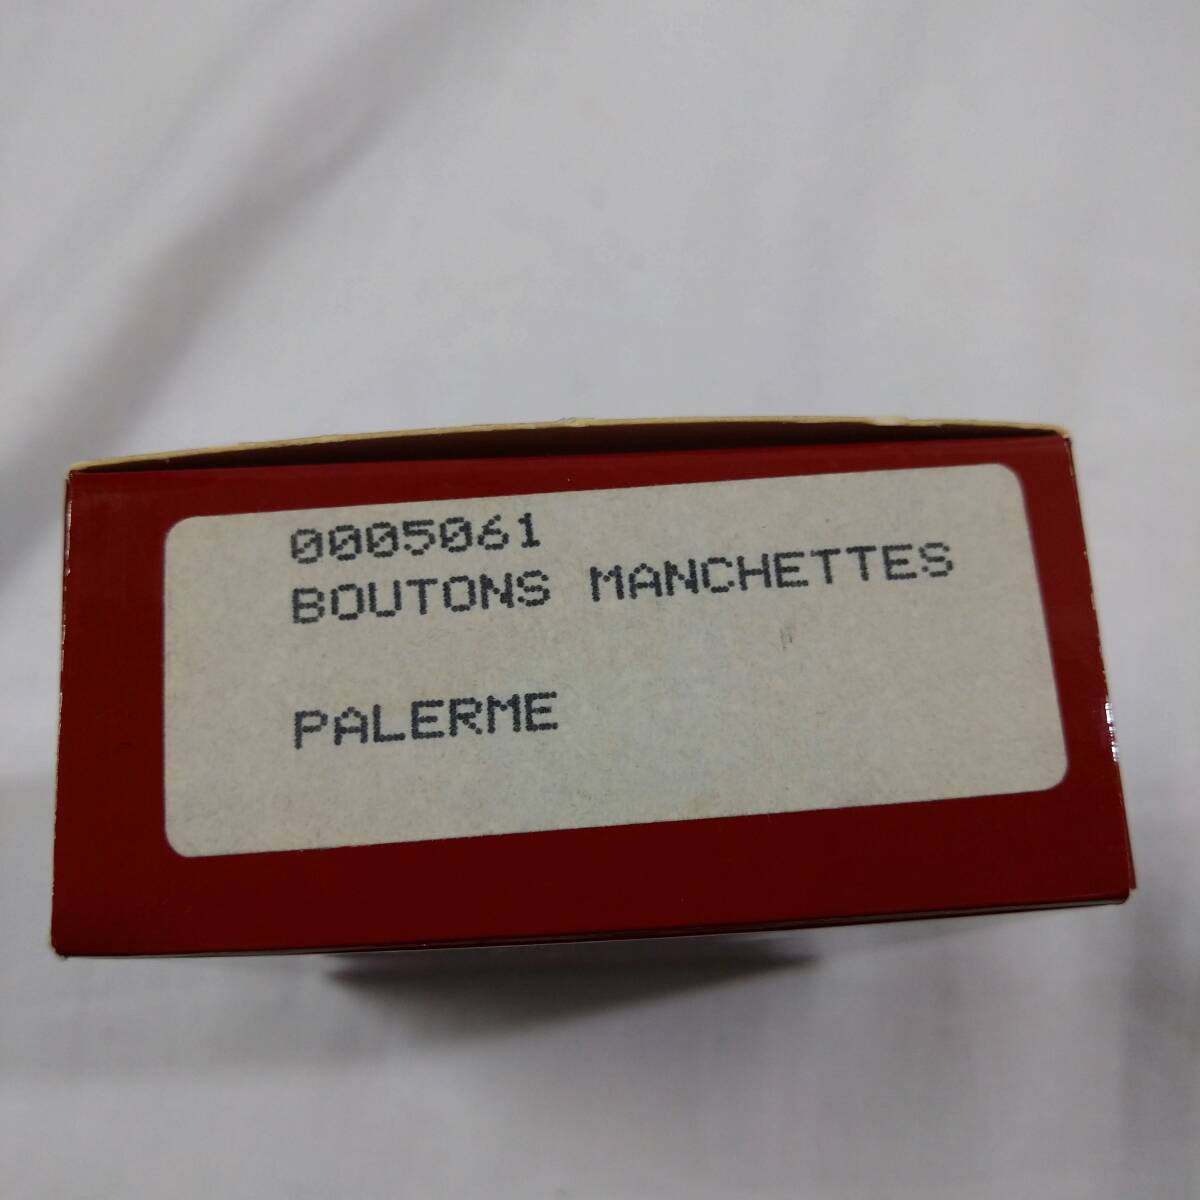 0005061
BOUTONS MANCHETTES
PALERME